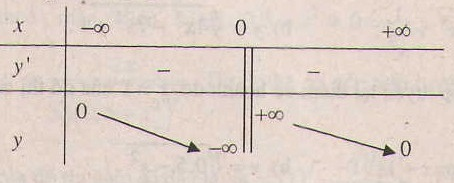 x −∞ 0 +∞
y' − −
0 +∞
y −∞ 0